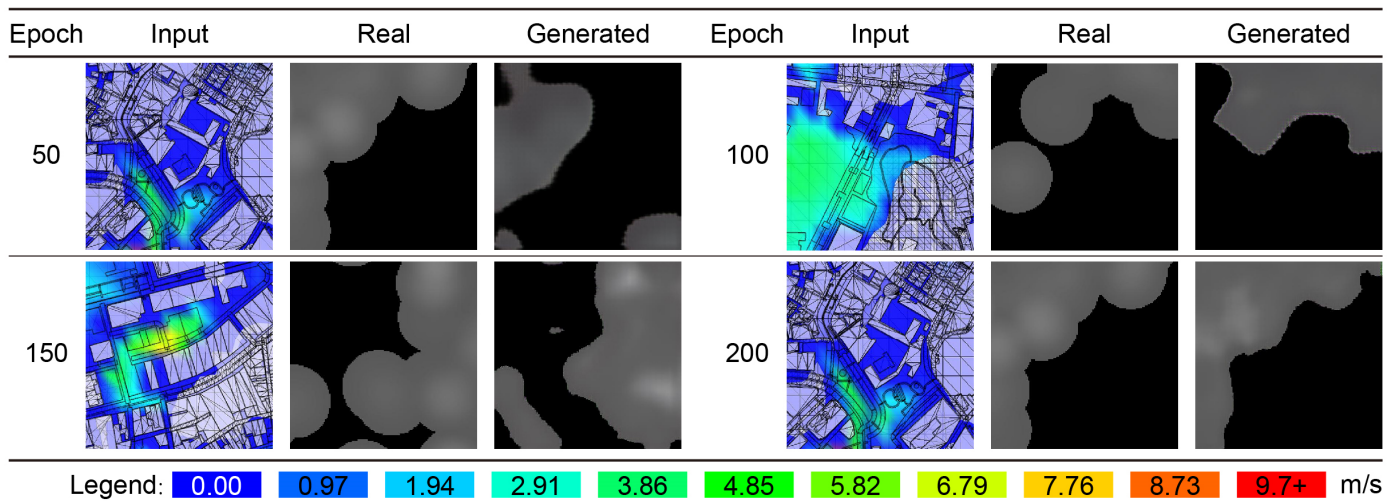 Epoch Input Real Generated Epoch Input Real Generated
50 100
150 200
Legend: 0.00 0.97 1.94 2.91 3.86 4.85 5.82 6.79 7.76 8.73 9.7+ m/s